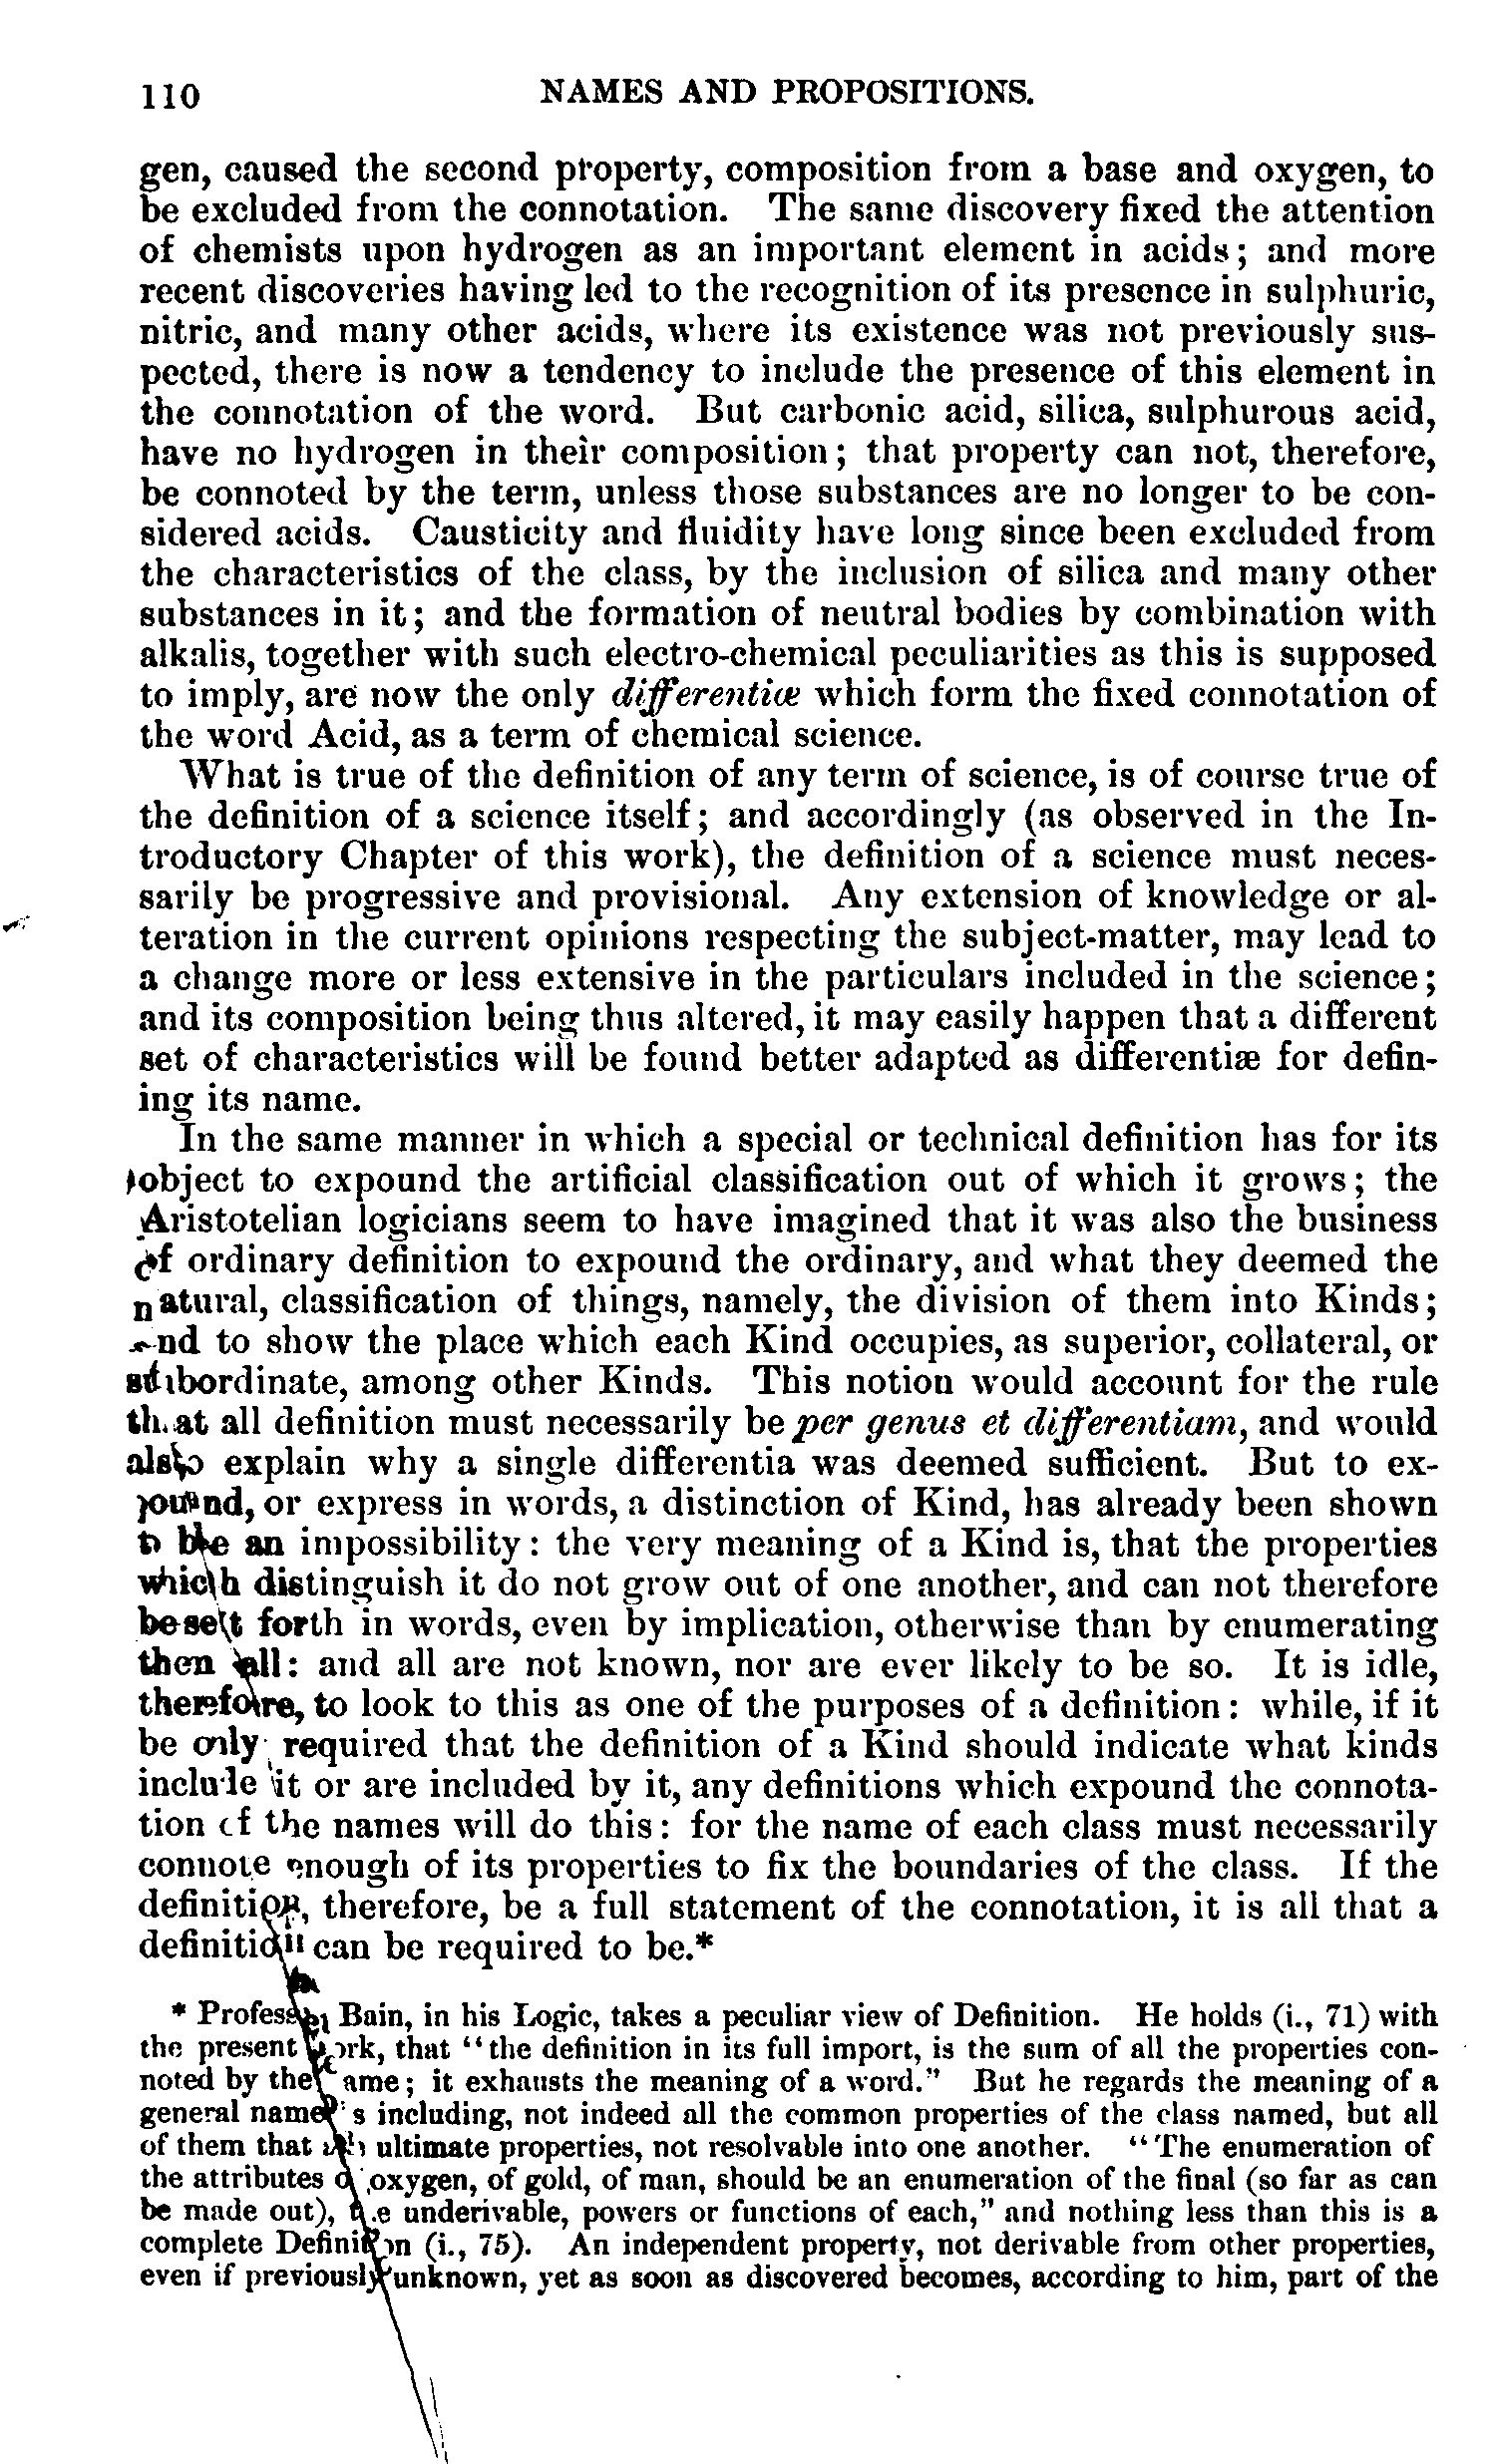 110 NAMES AND PROPOSITIONS.
gen, caused the second property, composition from a base and oxygen, to
be excluded from the connotation. The same discovery fixed the attention
of chemists upon hydrogen as an important element in acids; and more
recent discoveries having led to the recognition of its presence in sulphuric,
nitric, and many other acids, where its existence was not previously sus-
pected, there is now a tendency to include the presence of this element in
the connotation of the word. But carbonic acid, silica, sulphurous acid,
have no hydrogen in their composition; that property can not, therefore,
be connoted by the term, unless those substances are no longer to be con-
sidered acids. Causticity and fluidity have long since been excluded from
the characteristics of the class, by the inclusion of silica and many other
substances in it; and the formation of neutral bodies by combination with
alkalis, together with such electro-chemical peculiarities as this is supposed
to imply, are now the only differentiæ which form the fixed connotation of
the word Acid, as a term of chemical science.
What is true of the definition of any term of science, is of course true of
the definition of a science itself; and accordingly (as observed in the In-
troductory Chapter of this work), the definition of a science must neces-
sarily be progressive and provisional. Any extension of knowledge or al-
teration in the current opinions respecting the subject-matter, may lead to
a change more or less extensive in the particulars included in the science;
and its composition being thus altered, it may easily happen that a different
set of characteristics will be found better adapted as differentiæ for defin-
ing its name.
In the same manner in which a special or technical definition has for its
object to expound the artificial classification out of which it grows; the
Aristotelian logicians seem to have imagined that it was also the business
of ordinary definition to expound the ordinary, and what they deemed the
natural, classification of things, namely, the division of them into Kinds;
and to show the place which each Kind occupies, as superior, collateral, or
subordinate, among other Kinds. This notion would account for the rule
that all definition must necessarily be per genus et differentiam, and would
also explain why a single differentia was deemed sufficient. But to ex-
pound, or express in words, a distinction of Kind, has already been shown
to be an impossibility: the very meaning of a Kind is, that the properties
which distinguish it do not grow out of one another, and can not therefore
be set forth in words, even by implication, otherwise than by enumerating
them all: and all are not known, nor are ever likely to be so. It is idle,
therefore, to look to this as one of the purposes of a definition: while, if it
be only required that the definition of a Kind should indicate what kinds
include it or are included by it, any definitions which expound the connota-
tion of the names will do this: for the name of each class must necessarily
connote enough of its properties to fix the boundaries of the class. If the
definition, therefore, be a full statement of the connotation, it is all that a
definition can be required to be.*
* Professor Bain, in his Logic, takes a peculiar view of Definition. He holds (i., 71) with
the present work, that "the definition in its full import, is the sum of all the properties con-
noted by the name; it exhausts the meaning of a word." But he regards the meaning of a
general name as including, not indeed all the common properties of the class named, but all
of them that are ultimate properties, not resolvable into one another. "The enumeration of
the attributes of oxygen, of gold, of man, should be an enumeration of the final (so far as can
be made out), the underivable, powers or functions of each," and nothing less than this is a
complete Definition (i., 75). An independent property, not derivable from other properties,
even if previously unknown, yet as soon as discovered becomes, according to him, part of the